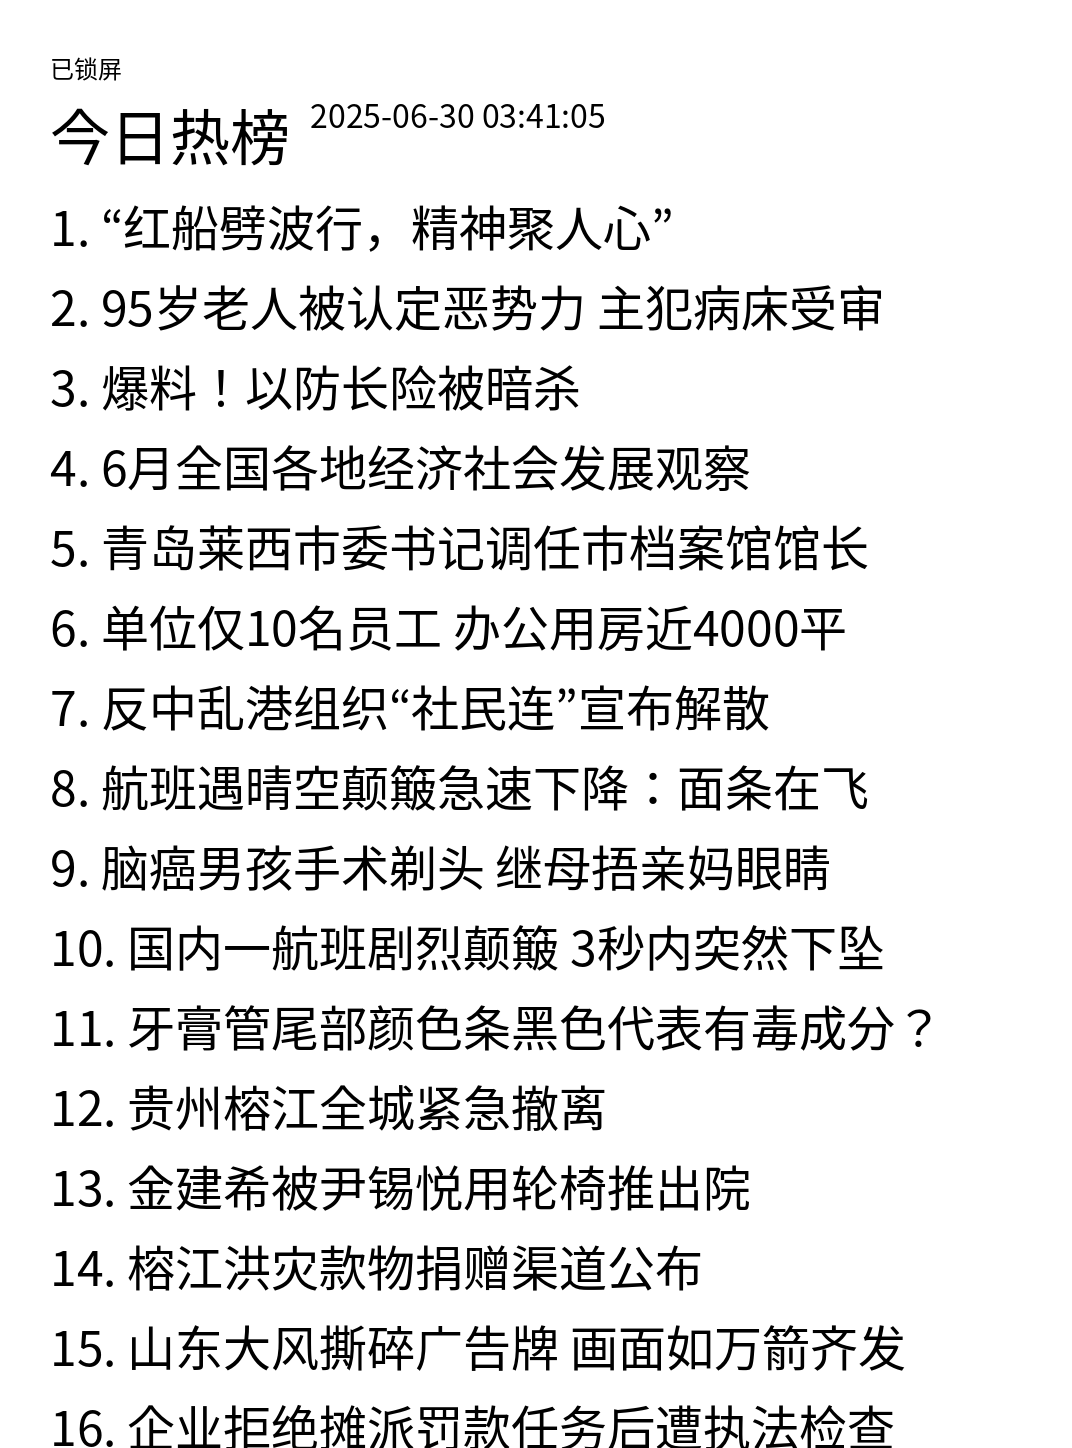 已锁屏
今日热榜 2025-06-30 03:41:05
1. “红船劈波行，精神聚人心”
2. 95岁老人被认定恶势力 主犯病床受审
3. 爆料！以防长险被暗杀
4. 6月全国各地经济社会发展观察
5. 青岛莱西市委书记调任市档案馆馆长
6. 单位仅10名员工 办公用房近4000平
7. 反中乱港组织“社民连”宣布解散
8. 航班遇晴空颠簸急速下降：面条在飞
9. 脑癌男孩手术剃头 继母捂亲妈眼睛
10. 国内一航班剧烈颠簸 3秒内突然下坠
11. 牙膏管尾部颜色条黑色代表有毒成分？
12. 贵州榕江全城紧急撤离
13. 金建希被尹锡悦用轮椅推出院
14. 榕江洪灾款物捐赠渠道公布
15. 山东大风撕碎广告牌 画面如万箭齐发
16. 企业拒绝摊派罚款任务后遭执法检查